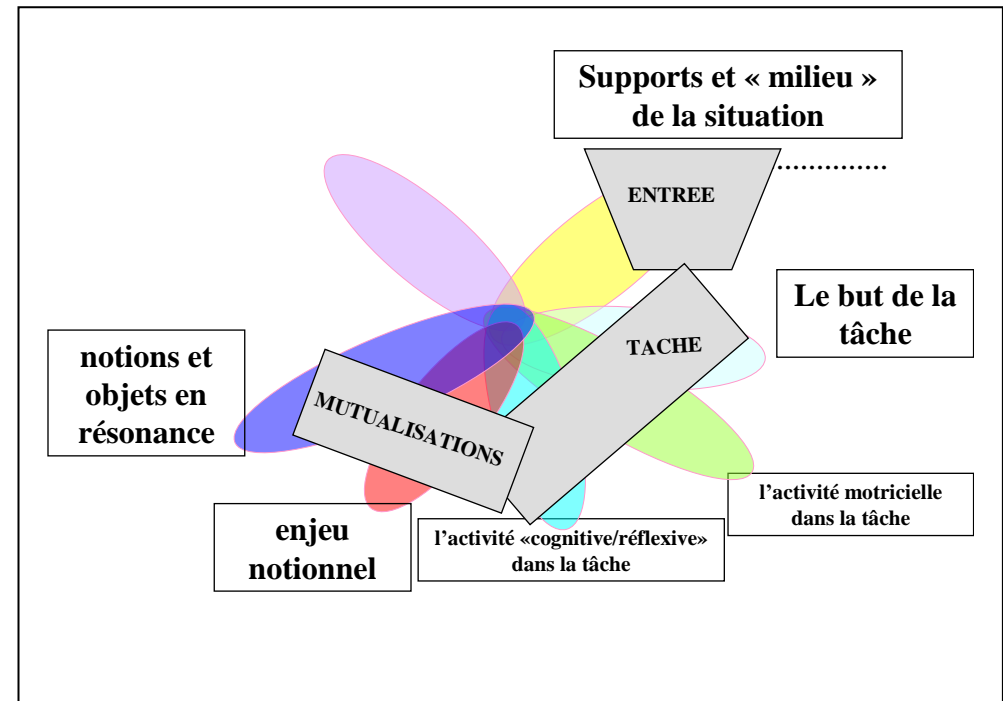 Supports et « milieu »
de la situation
..............
ENTREE
Le but de la
tâche
TACHE
notions et
objets en
résonance
MUTUALISATIONS
l’activité motricielle
dans la tâche
enjeu
notionnel
l’activité «cognitive/réflexive»
dans la tâche